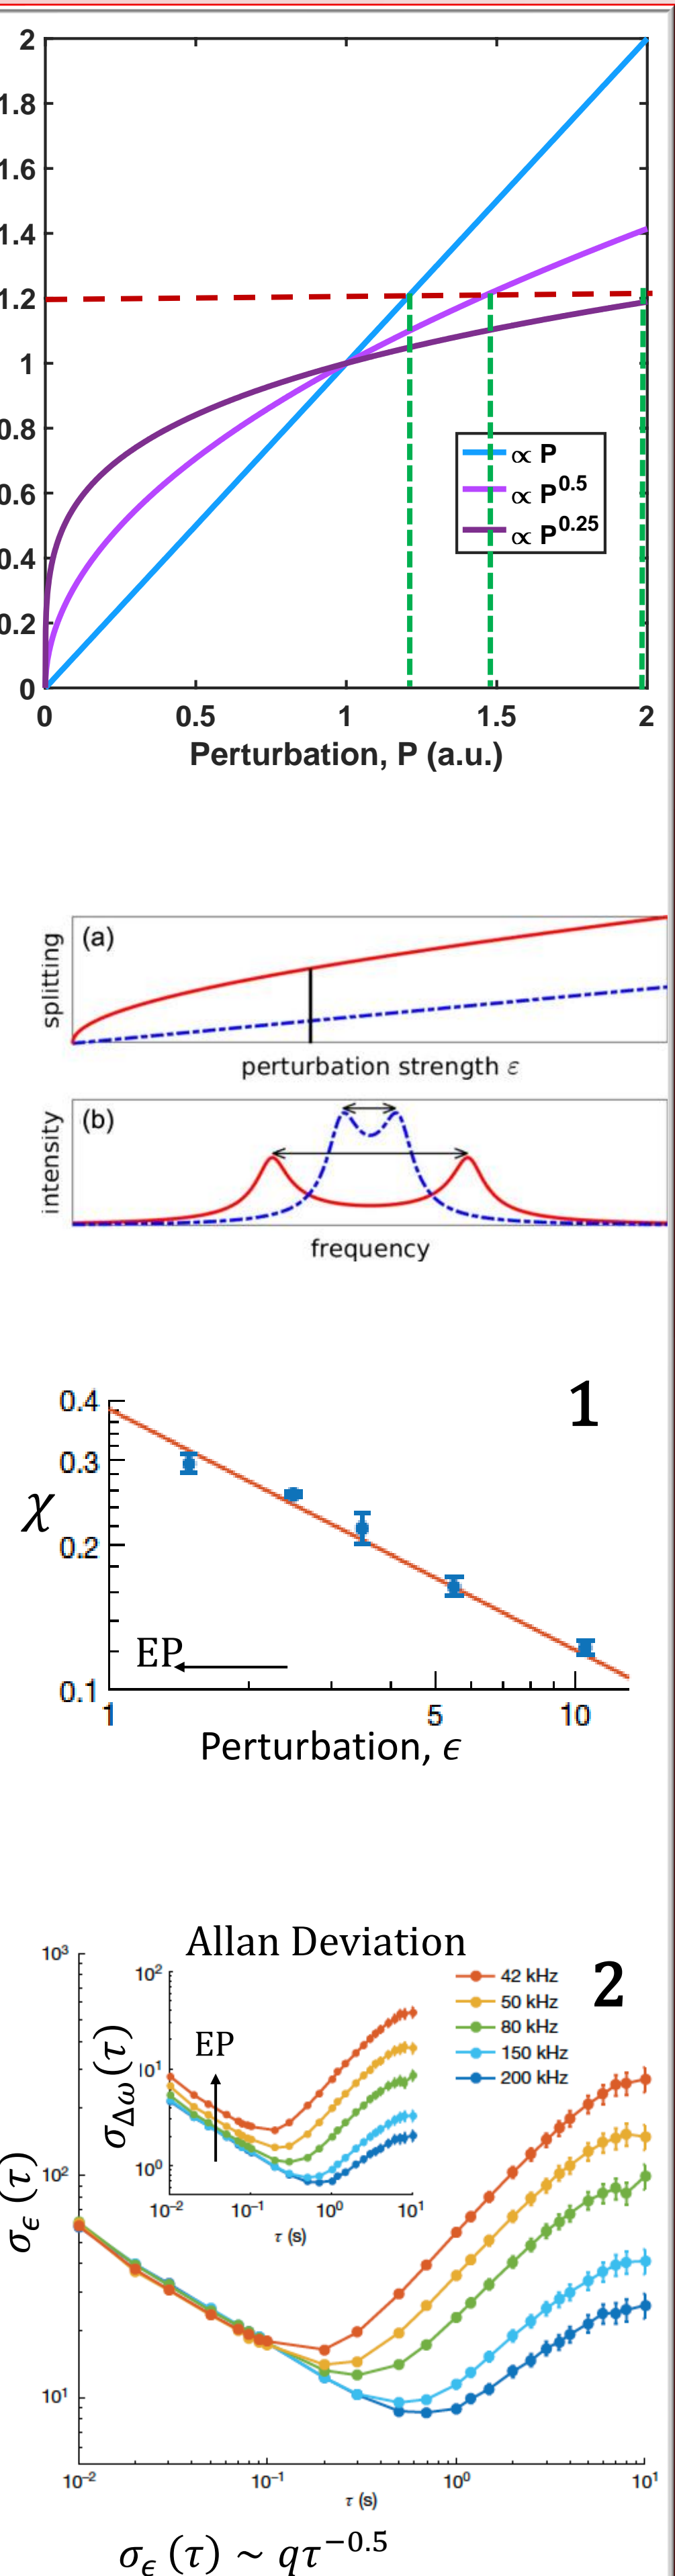 2
1.8
1.6
1.4
1.2
1
0.8
0.6
0.4
0.2
0
0 0.5 1 1.5 2
∝ P
∝ P^0.5
∝ P^0.25
Perturbation, P (a.u.)
(a)
splitting
perturbation strength ε
(b)
intensity
frequency
1
0.4
0.3
0.2
0.1
χ
EP
1 5 10
Perturbation, ϵ
Allan Deviation
2
10^3
10^2
10^1
σ_ϵ (τ)
10^2
10^1
10^0
σ_Δω (τ)
EP
10^−2 10^−1 10^0 10^1
τ (s)
42 kHz
50 kHz
80 kHz
150 kHz
200 kHz
10^−2 10^−1 10^0 10^1
τ (s)
σ_ϵ (τ) ~ qτ^−0.5